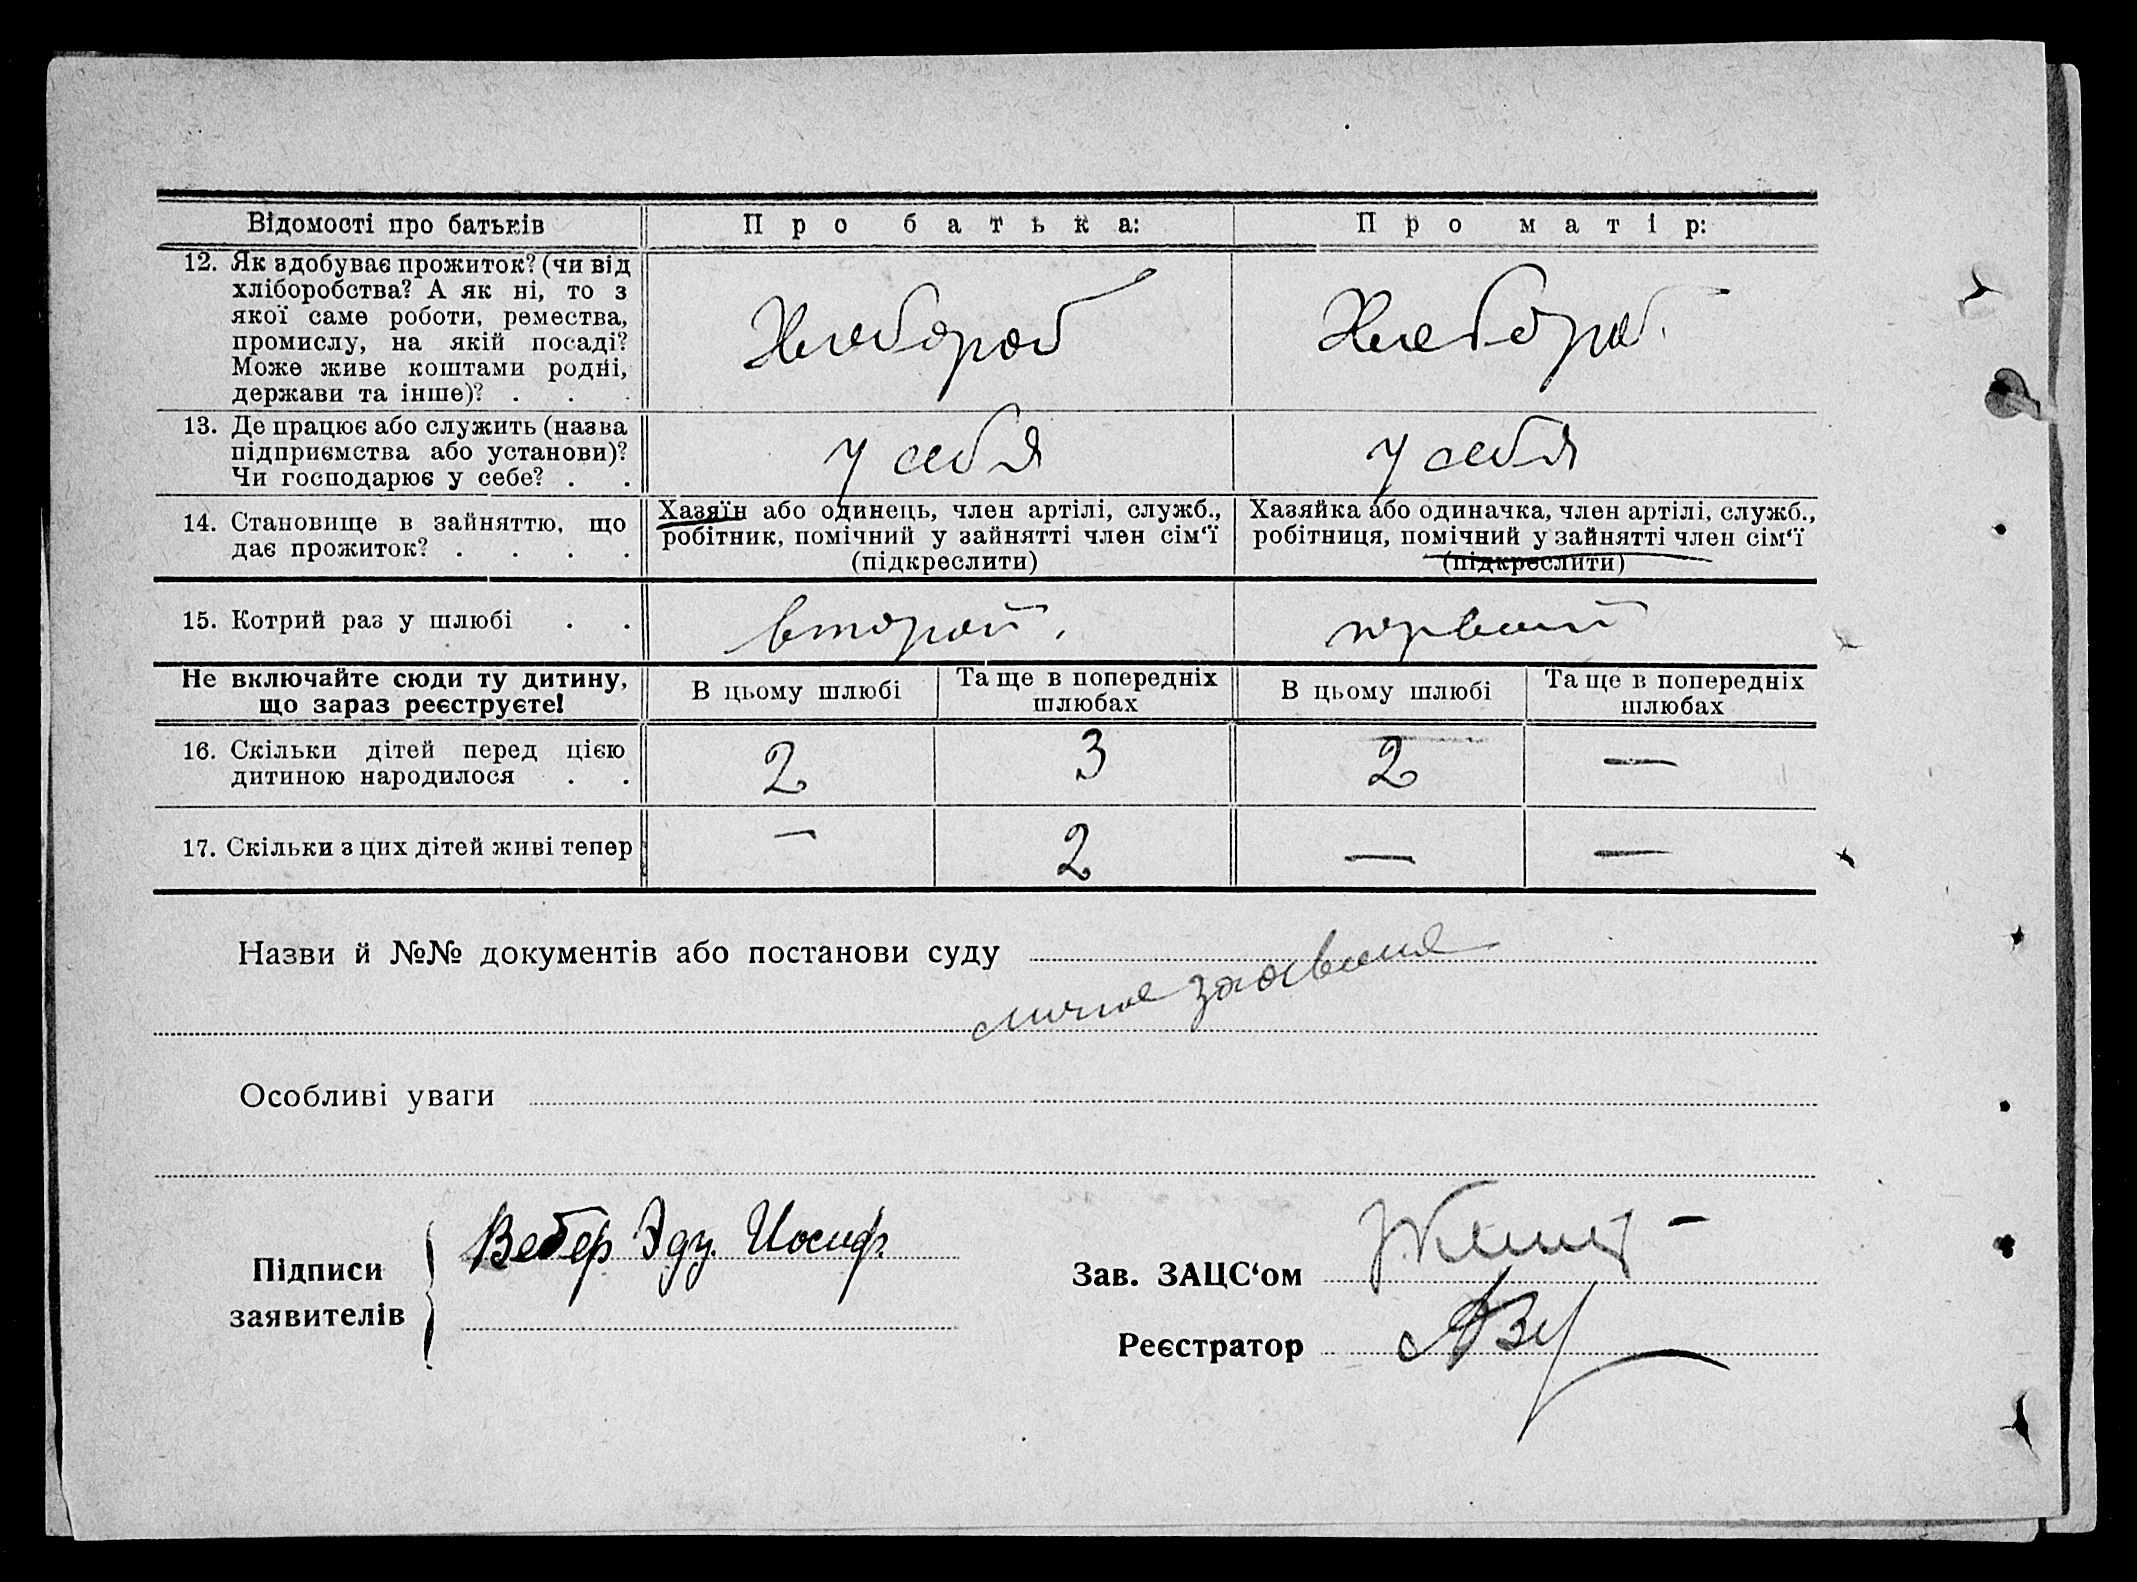 Відомості про батьків
Про батька:
Про матір:
12. Як здобуває прожиток? (чи від
хліборобства? А як ні, то з
якої саме роботи, ремества,
промислу, на якій посаді?
Може живе коштами родні,
держави та інше)? . . .
Хлебороб
Хлебороб
13. Де працює або служить (назва
підприємства або установи)?
Чи господарює у себе? . .
у себя
у себя
14. Становище в зайняттю, що
дає прожиток? . . . .
Хазяїн або одинець, член артілі, служб.,
робітник, помічний у зайнятті член сім‘ї
(підкреслити)
Хазяйка або одиначка, член артілі, служб.,
робітниця, помічний у зайнятті член сім‘ї
(підкреслити)
15. Котрий раз у шлюбі . .
второй.
первый
Не включайте сюди ту дитину,
що зараз реєструєте!
В цьому шлюбі
Та ще в попередніх
шлюбах
В цьому шлюбі
Та ще в попередніх
шлюбах
16. Скільки дітей перед цією
дитиною народилося . .
2
3
2
—
17. Скільки з цих дітей живі тепер
—
2
—
—
Назви й №№ документів або постанови суду
личное
Особливі уваги
Підписи
заявителів
Вебер Эду. Иосиф.
Зав. ЗАЦС‘ом
Реєстратор